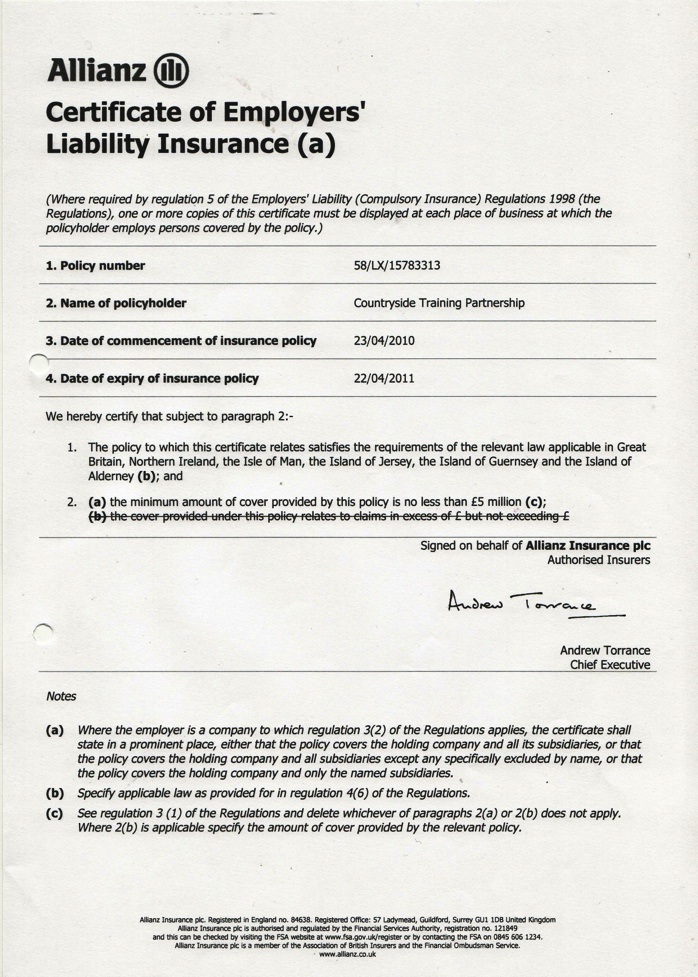 Allianz
Certificate of Employers'
Liability Insurance (a)
(Where required by regulation 5 of the Employers' Liability (Compulsory Insurance) Regulations 1998 (the
Regulations), one or more copies of this certificate must be displayed at each place of business at which the
policyholder employs persons covered by the policy.)
1. Policy number 58/LX/15783313
2. Name of policyholder Countryside Training Partnership
3. Date of commencement of insurance policy 23/04/2010
4. Date of expiry of insurance policy 22/04/2011
We hereby certify that subject to paragraph 2:-
1. The policy to which this certificate relates satisfies the requirements of the relevant law applicable in Great
Britain, Northern Ireland, the Isle of Man, the Island of Jersey, the Island of Guernsey and the Island of
Alderney (b); and
2. (a) the minimum amount of cover provided by this policy is no less than £5 million (c);
(b) the cover provided under this policy relates to claims in excess of £ but not exceeding £
Signed on behalf of Allianz Insurance plc
Authorised Insurers
Andrew Torrance
Andrew Torrance
Chief Executive
Notes
(a) Where the employer is a company to which regulation 3(2) of the Regulations applies, the certificate shall
state in a prominent place, either that the policy covers the holding company and all its subsidiaries, or that
the policy covers the holding company and all subsidiaries except any specifically excluded by name, or that
the policy covers the holding company and only the named subsidiaries.
(b) Specify applicable law as provided for in regulation 4(6) of the Regulations.
(c) See regulation 3 (1) of the Regulations and delete whichever of paragraphs 2(a) or 2(b) does not apply.
Where 2(b) is applicable specify the amount of cover provided by the relevant policy.
Allianz Insurance plc. Registered in England no. 84638. Registered Office: 57 Ladymead, Guildford, Surrey GU1 1DB United Kingdom
Allianz Insurance plc is authorised and regulated by the Financial Services Authority, registration no. 121849
and this can be checked by visiting the FSA website at www.fsa.gov.uk/register or by contacting the FSA on 0845 606 1234.
Allianz Insurance plc is a member of the Association of British Insurers and the Financial Ombudsman Service.
www.allianz.co.uk